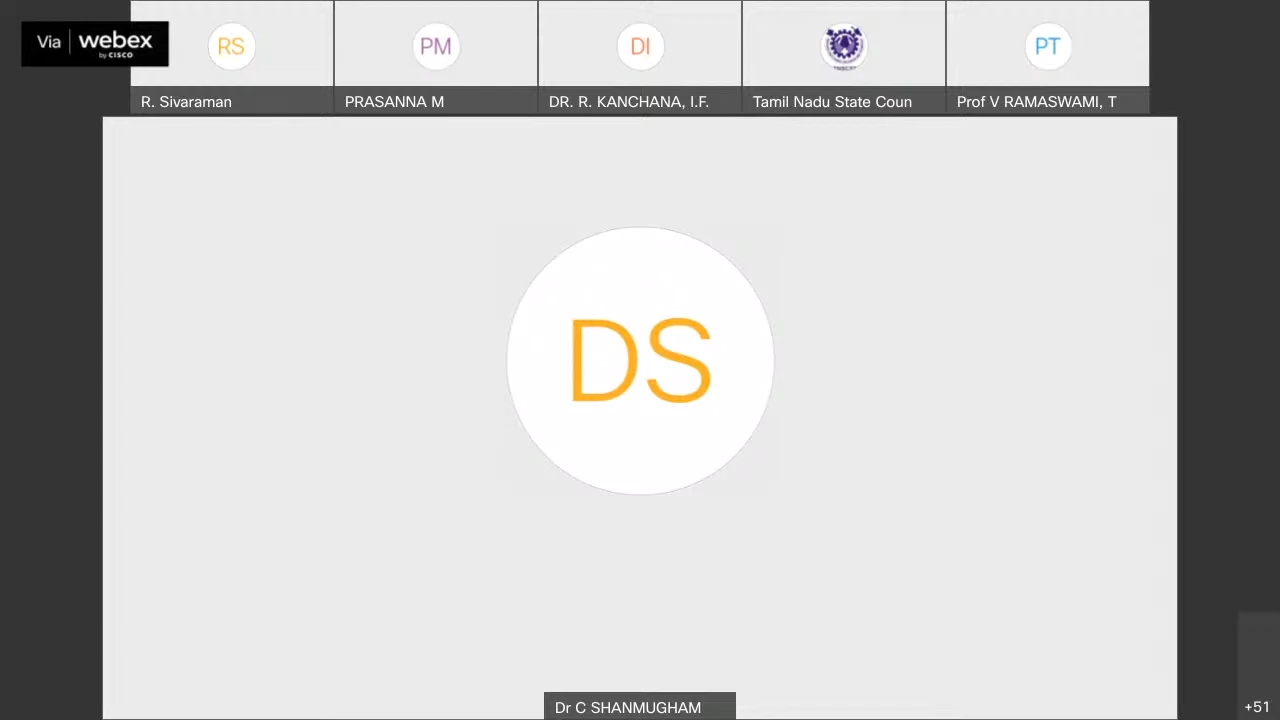 Via webex
by CISCO
RS
PM
DI
PT
R. Sivaraman
PRASANNA M
DR. R. KANCHANA, I.F.
Tamil Nadu State Coun
Prof V RAMASWAMI, T
DS
Dr C SHANMUGHAM
+51